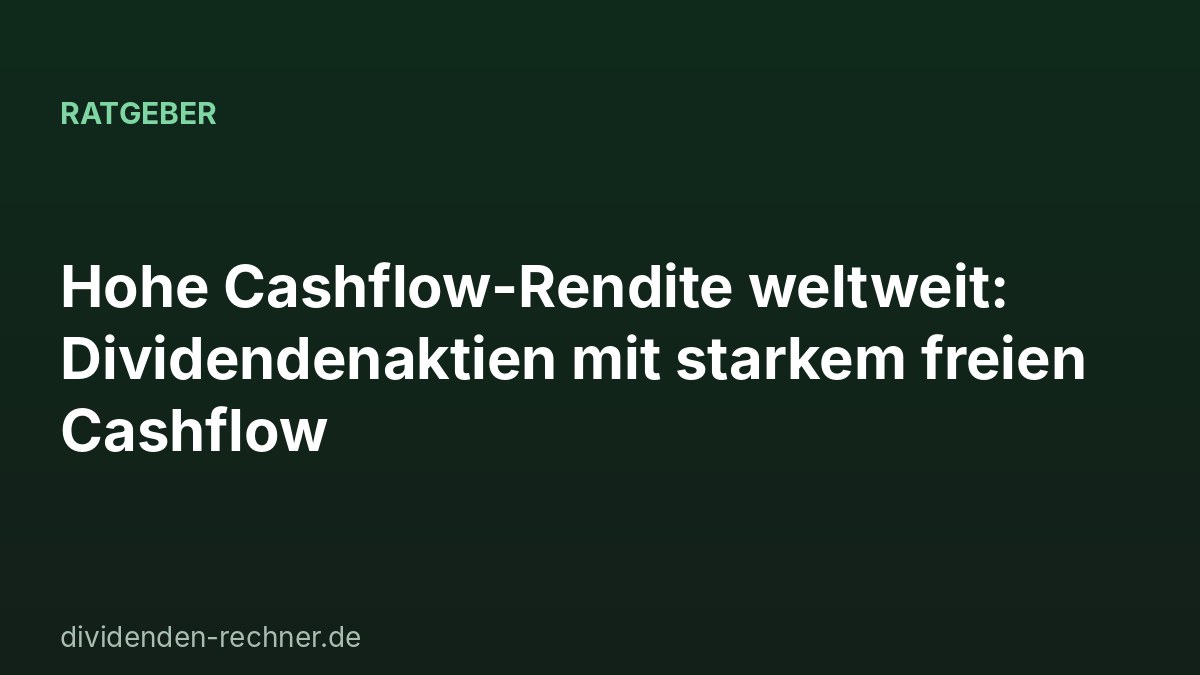 RATGEBER
Hohe Cashflow-Rendite weltweit:
Dividendenaktien mit starkem freien
Cashflow
dividenden-rechner.de